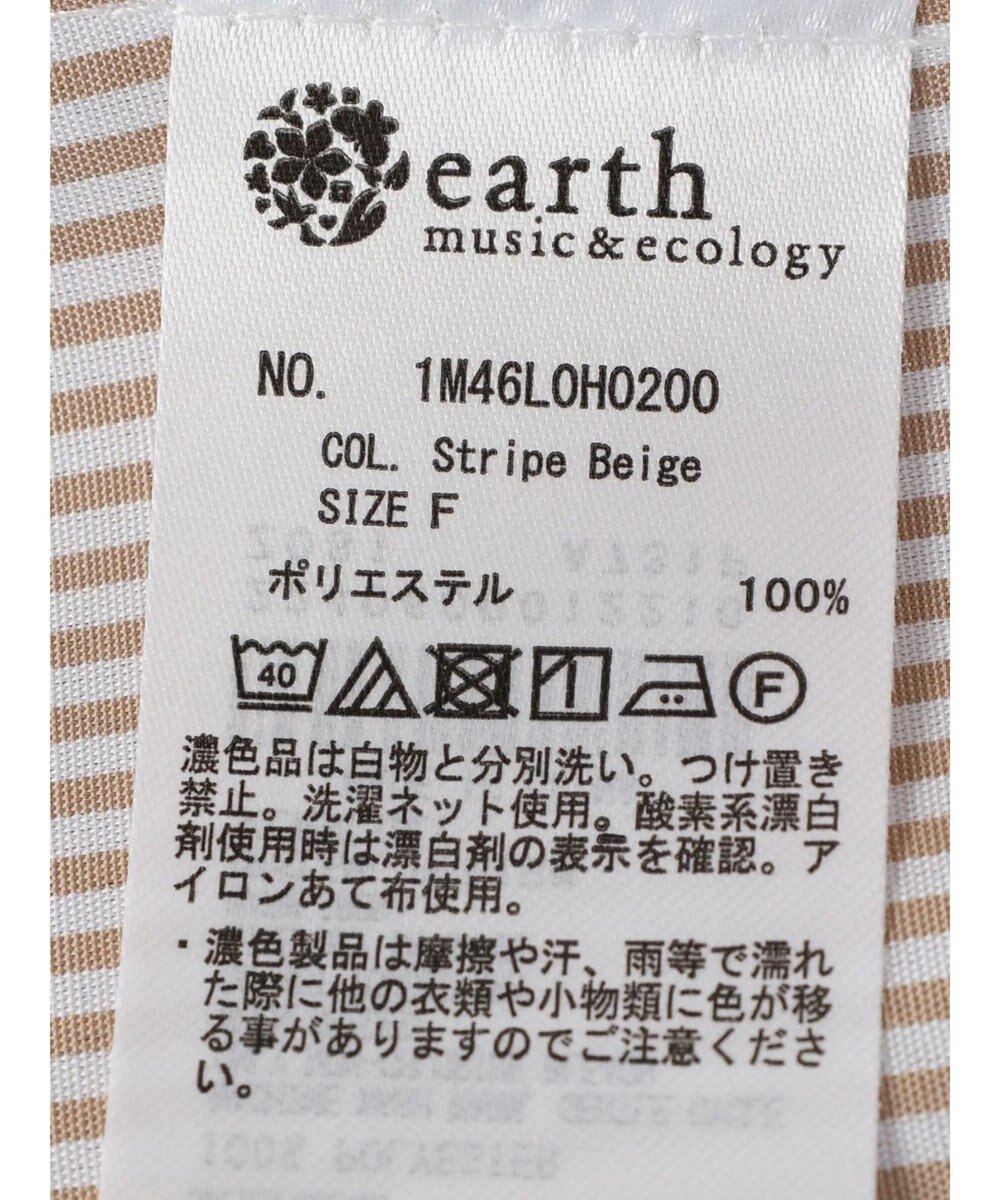 earth
music&ecology
NO. 1M46L0H0200
COL. Stripe Beige
SIZE F
ポリエステル 100%
40
F
濃色品は白物と分別洗い。つけ置き
禁止。洗濯ネット使用。酸素系漂白
剤使用時は漂白剤の表示を確認。ア
イロンあて布使用。
・濃色製品は摩擦や汗、雨等で濡れ
た際に他の衣類や小物類に色が移
る事がありますのでご注意くださ
い。
100% POLYESTER